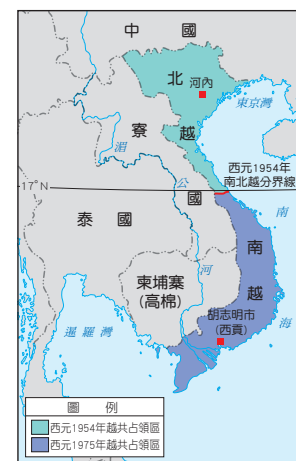 中國
北越
河內
東京灣
寮國
湄公河
西元1954年
南北越分界線
17°N
泰國
南海
南越
柬埔寨
(高棉)
胡志明市
(西貢)
暹羅灣
圖例
西元1954年越共占領區
西元1975年越共占領區